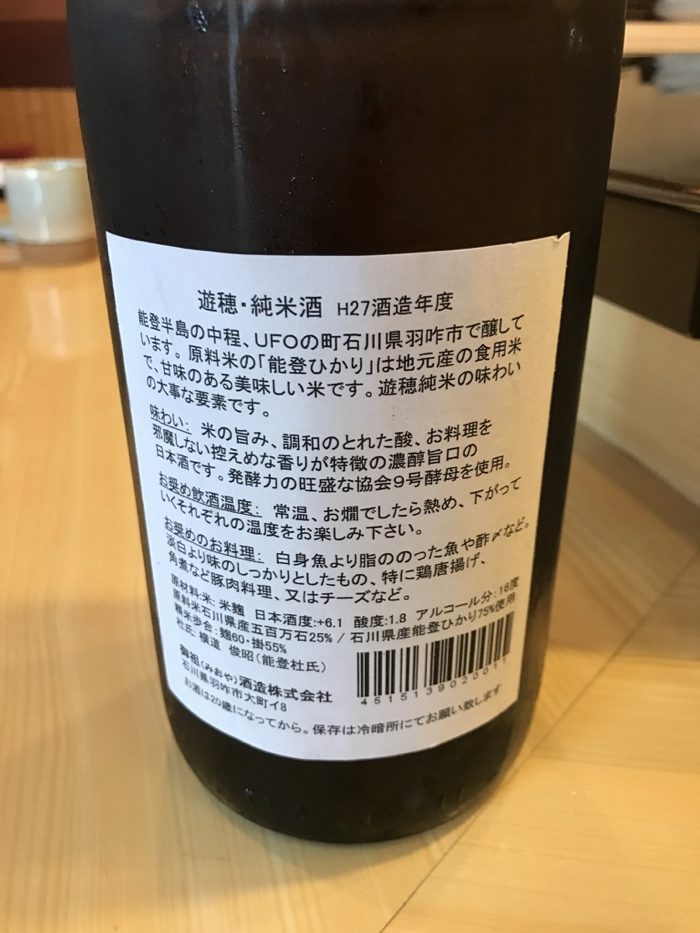 遊穂・純米酒 H27酒造年度
能登半島の中程、UFOの町石川県羽咋市で醸して
います。原料米の「能登ひかり」は地元産の食用米
で、甘味のある美味しい米です。遊穂純米の味わい
の大事な要素です。
味わい: 米の旨み、調和のとれた酸、お料理を
邪魔しない控えめな香りが特徴の濃醇旨口の
日本酒です。発酵力の旺盛な協会9号酵母を使用。
お奨め飲酒温度: 常温、お燗でしたら熱め、下がって
いくそれぞれの温度をお楽しみ下さい。
お奨めのお料理: 白身魚より脂ののった魚や酢〆など。
淡白より味のしっかりとしたもの、特に鶏唐揚げ、
角煮など豚肉料理、又はチーズなど。
原材料米:米麹 日本酒度:+6.1 酸度:1.8 アルコール分:16度
原料米石川県産五百万石25% / 石川県産能登ひかり75%使用
精米歩合:麹60・掛55%
杜氏:横道 俊昭(能登杜氏)
御祖(みおや)酒造株式会社
石川県羽咋市大町イ8
4515139020011
お酒は20歳になってから。保存は冷暗所にてお願い致します